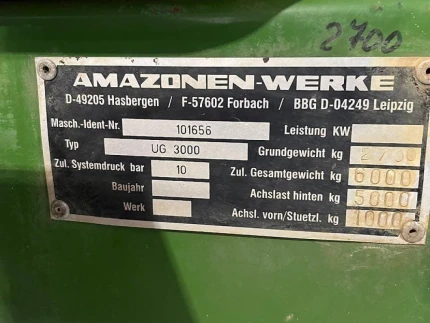 2700
AMAZONEN-WERKE
D-49205 Hasbergen / F-57602 Forbach / BBG D-04249 Leipzig
Masch.-Ident-Nr. 101656 Leistung KW
Typ UG 3000 Grundgewicht kg 2700
Zul. Systemdruck bar 10 Zul. Gesamtgewicht kg 6000
Baujahr Achslast hinten kg 5000
Werk Achsl. vorn/Stuetzl. kg 1000